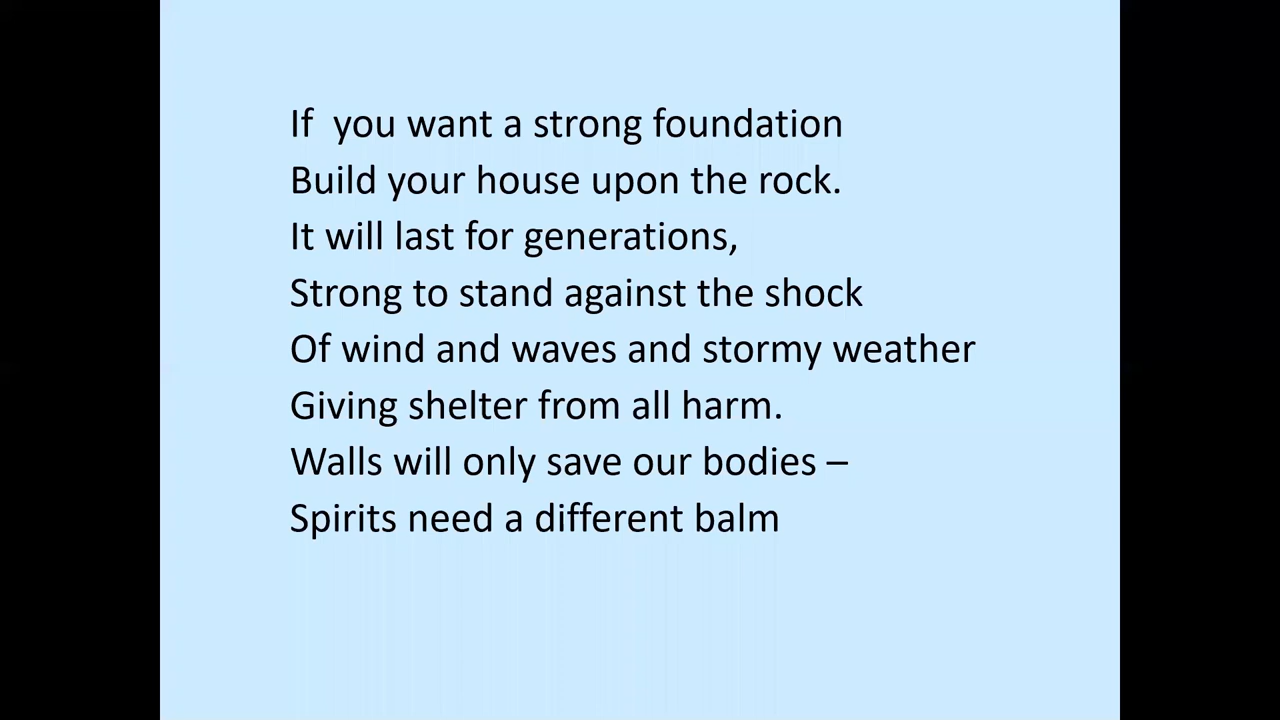 If  you want a strong foundation
Build your house upon the rock.
It will last for generations,
Strong to stand against the shock
Of wind and waves and stormy weather
Giving shelter from all harm.
Walls will only save our bodies –
Spirits need a different balm